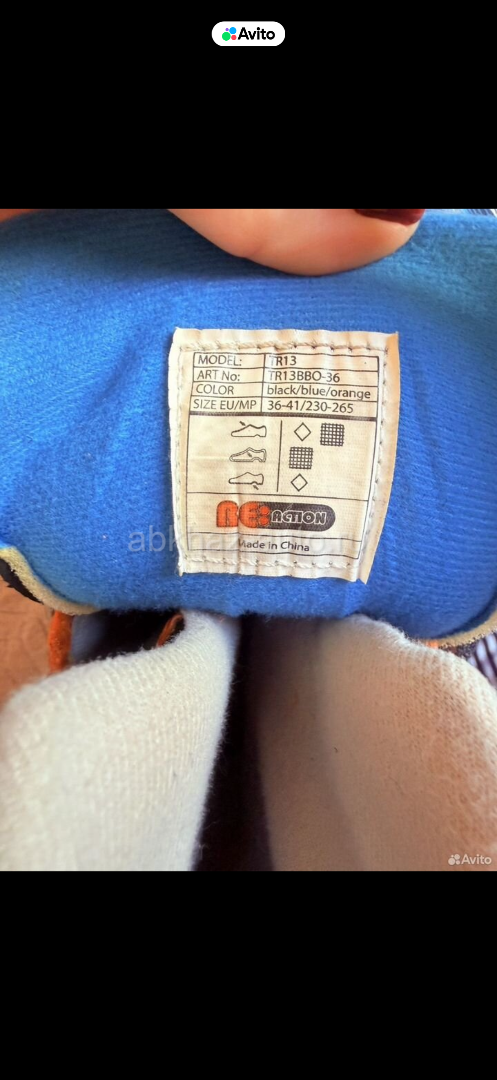 Avito
MODEL: TR13
ART No: TR13BBO-36
COLOR black/blue/orange
SIZE EU/MP 36-41/230-265
RE:ACTION
Made in China
Avito